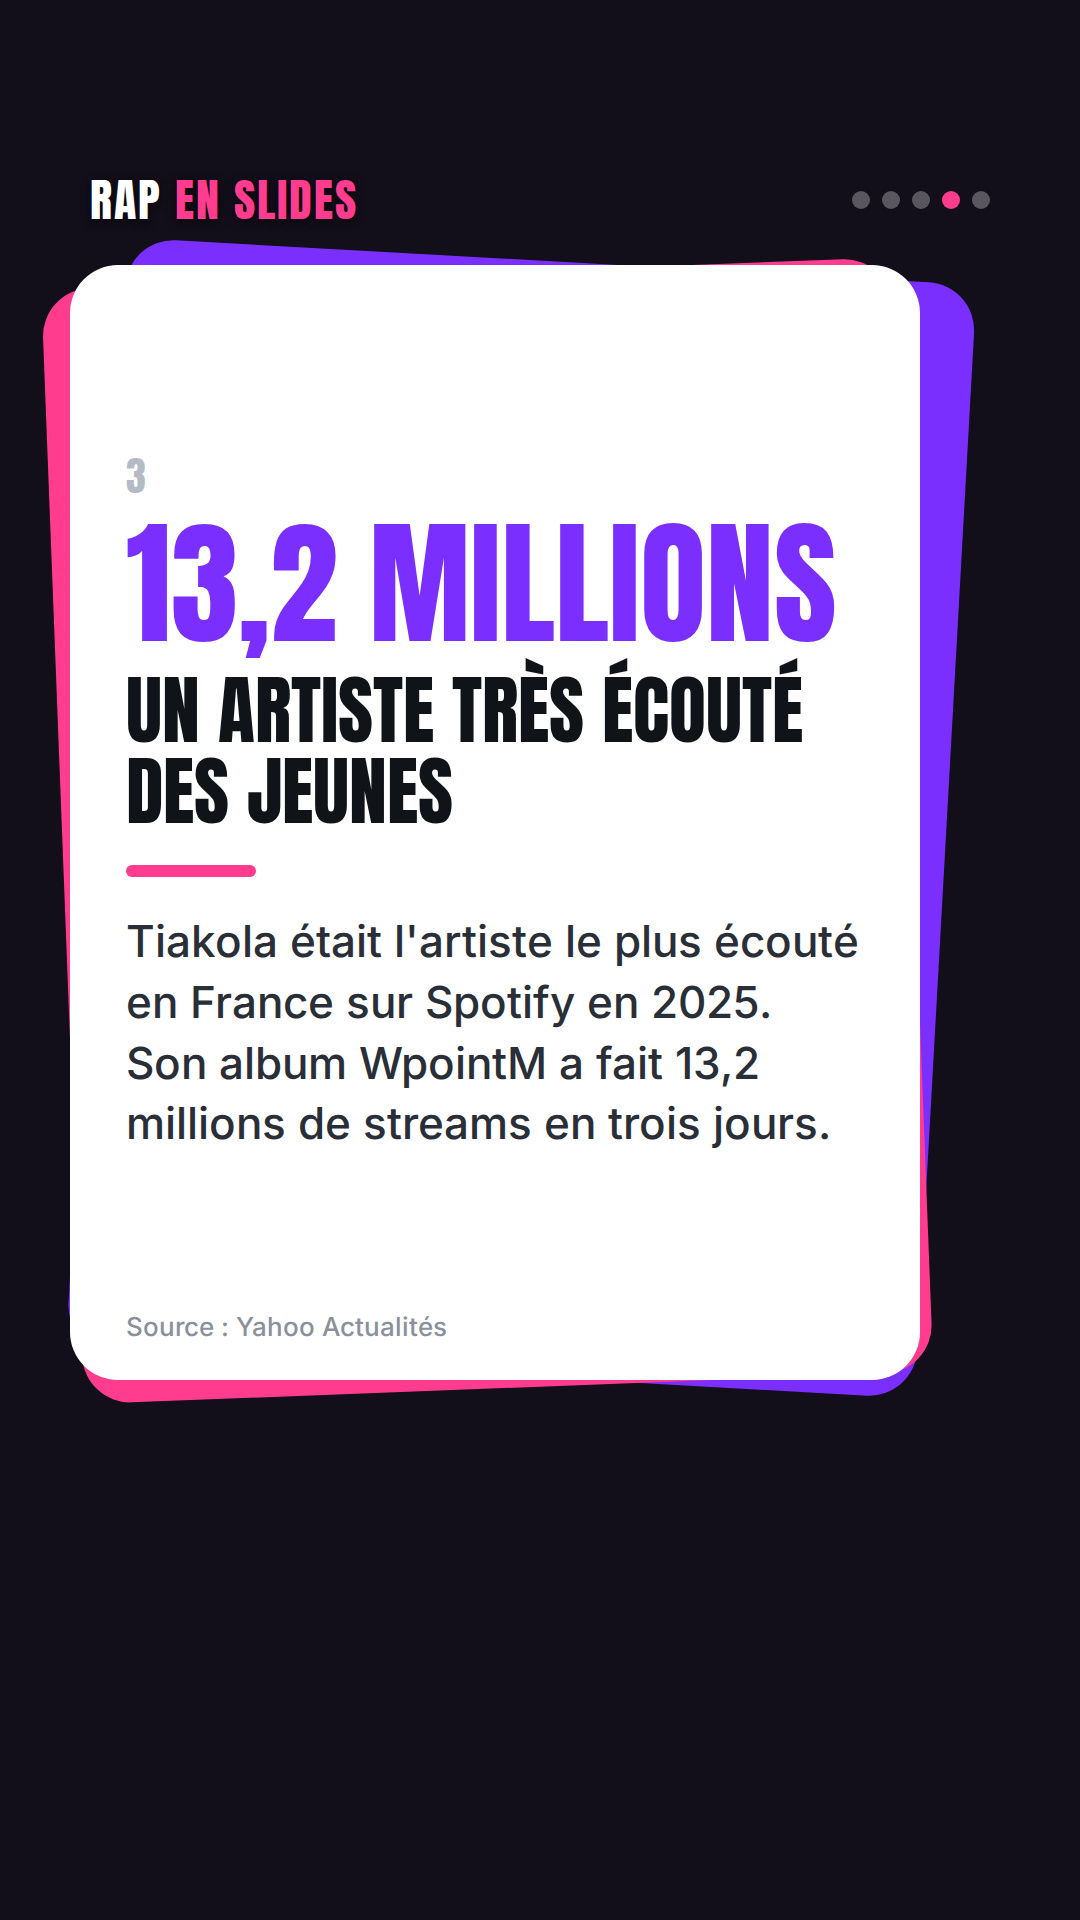 RAP EN SLIDES
3
13,2 MILLIONS
UN ARTISTE TRÈS ÉCOUTÉ
DES JEUNES
Tiakola était l'artiste le plus écouté
en France sur Spotify en 2025.
Son album WpointM a fait 13,2
millions de streams en trois jours.
Source : Yahoo Actualités